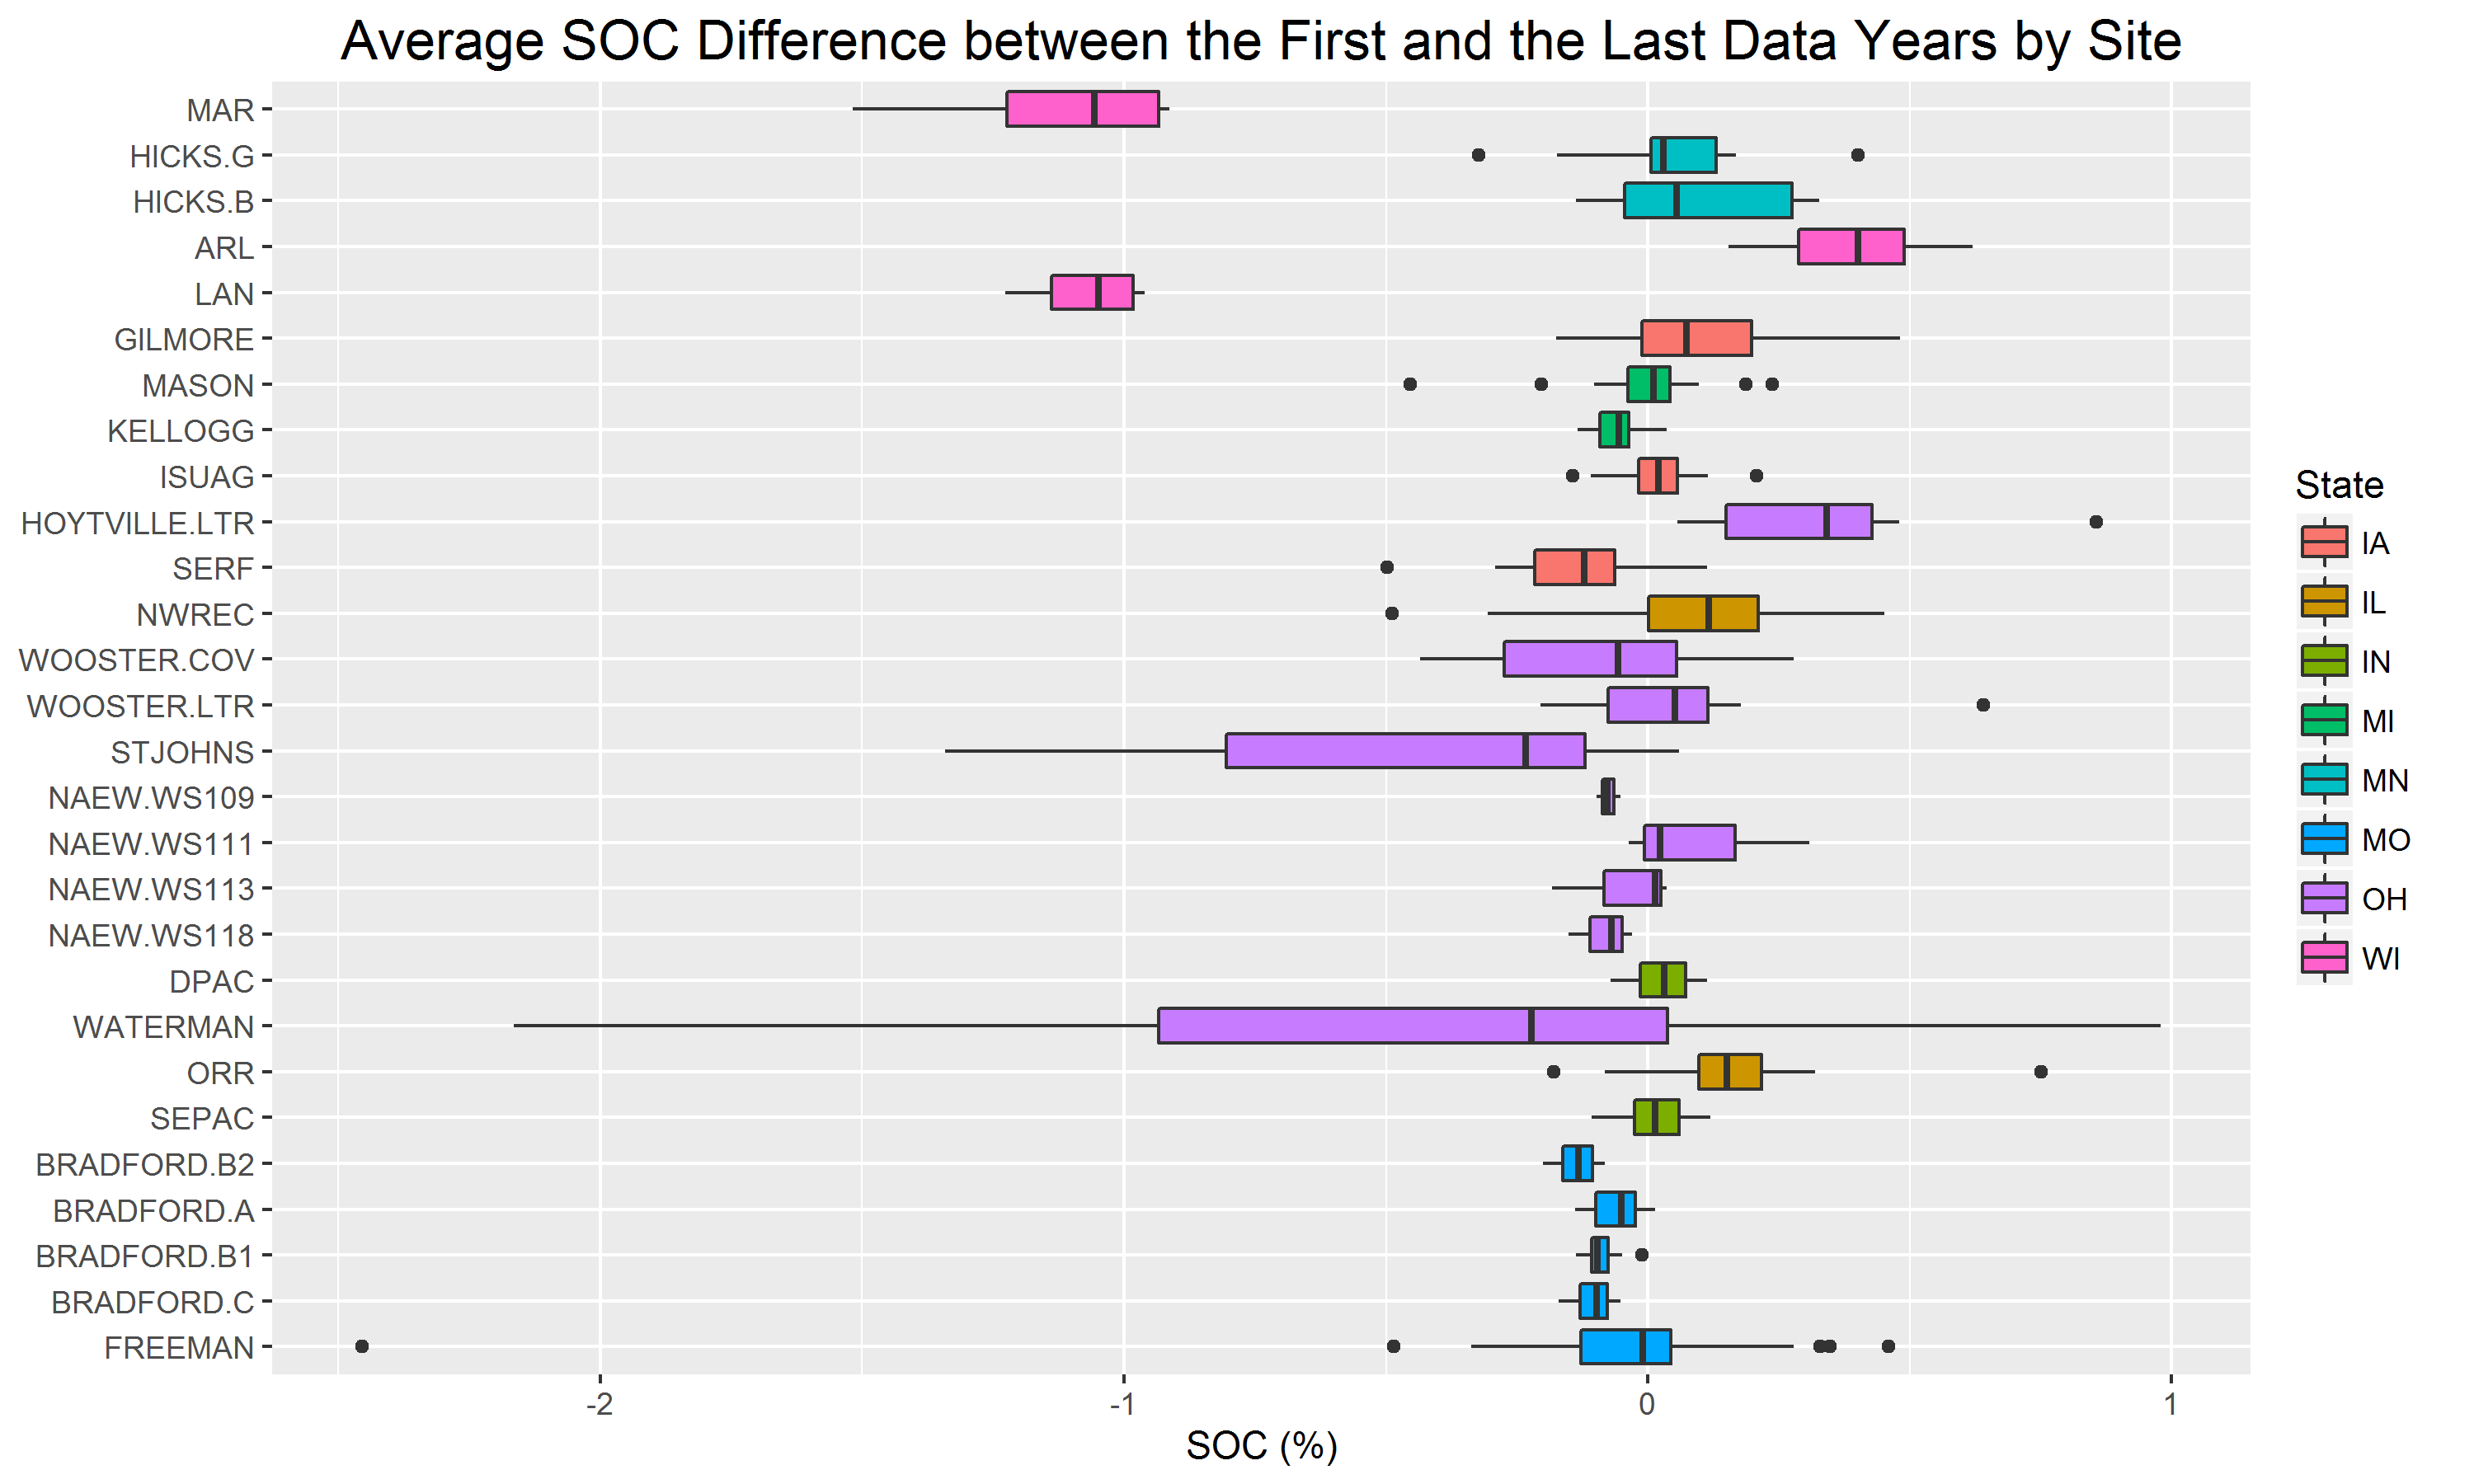 Average SOC Difference between the First and the Last Data Years by Site
MAR
HICKS.G
HICKS.B
ARL
LAN
GILMORE
MASON
KELLOGG
ISUAG
HOYTVILLE.LTR
SERF
NWREC
WOOSTER.COV
WOOSTER.LTR
STJOHNS
NAEW.WS109
NAEW.WS111
NAEW.WS113
NAEW.WS118
DPAC
WATERMAN
ORR
SEPAC
BRADFORD.B2
BRADFORD.A
BRADFORD.B1
BRADFORD.C
FREEMAN
-2 -1 0 1
SOC (%)
State
IA
IL
IN
MI
MN
MO
OH
WI